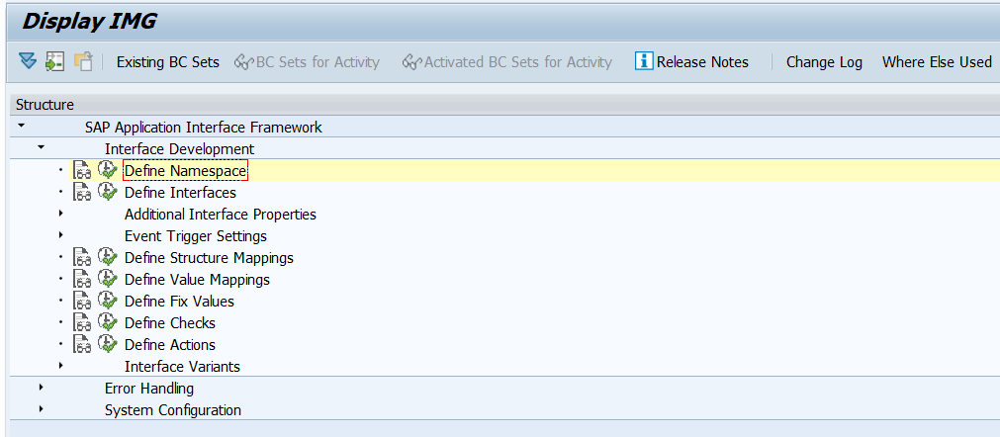 Display IMG
Existing BC Sets BC Sets for Activity Activated BC Sets for Activity Release Notes Change Log Where Else Used
Structure
SAP Application Interface Framework
Interface Development
Define Namespace
Define Interfaces
Additional Interface Properties
Event Trigger Settings
Define Structure Mappings
Define Value Mappings
Define Fix Values
Define Checks
Define Actions
Interface Variants
Error Handling
System Configuration